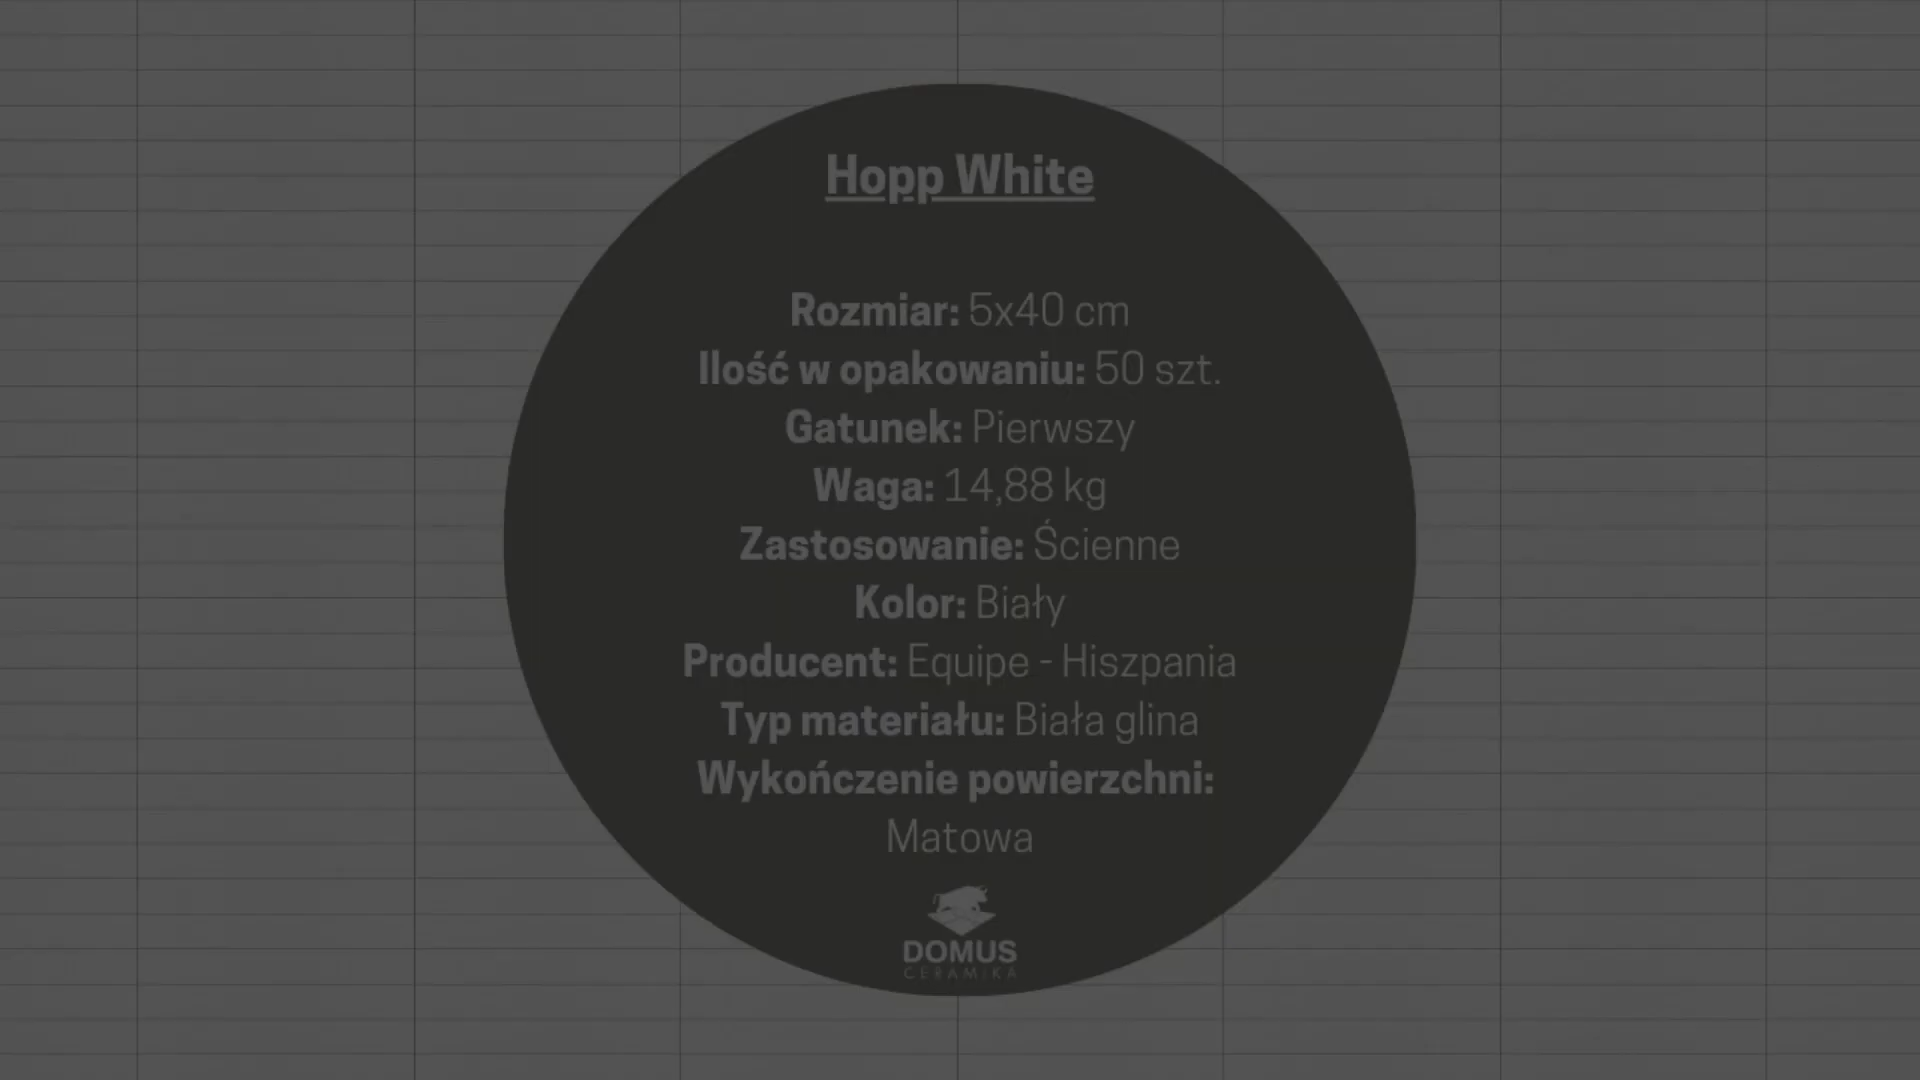 Hopp White
Rozmiar: 5x40 cm
Ilość w opakowaniu: 50 szt.
Gatunek: Pierwszy
Waga: 14,88 kg
Zastosowanie: Ścienne
Kolor: Biały
Producent: Equipe - Hiszpania
Typ materiału: Biała glina
Wykończenie powierzchni:
Matowa
DOMUS
CERAMIKA